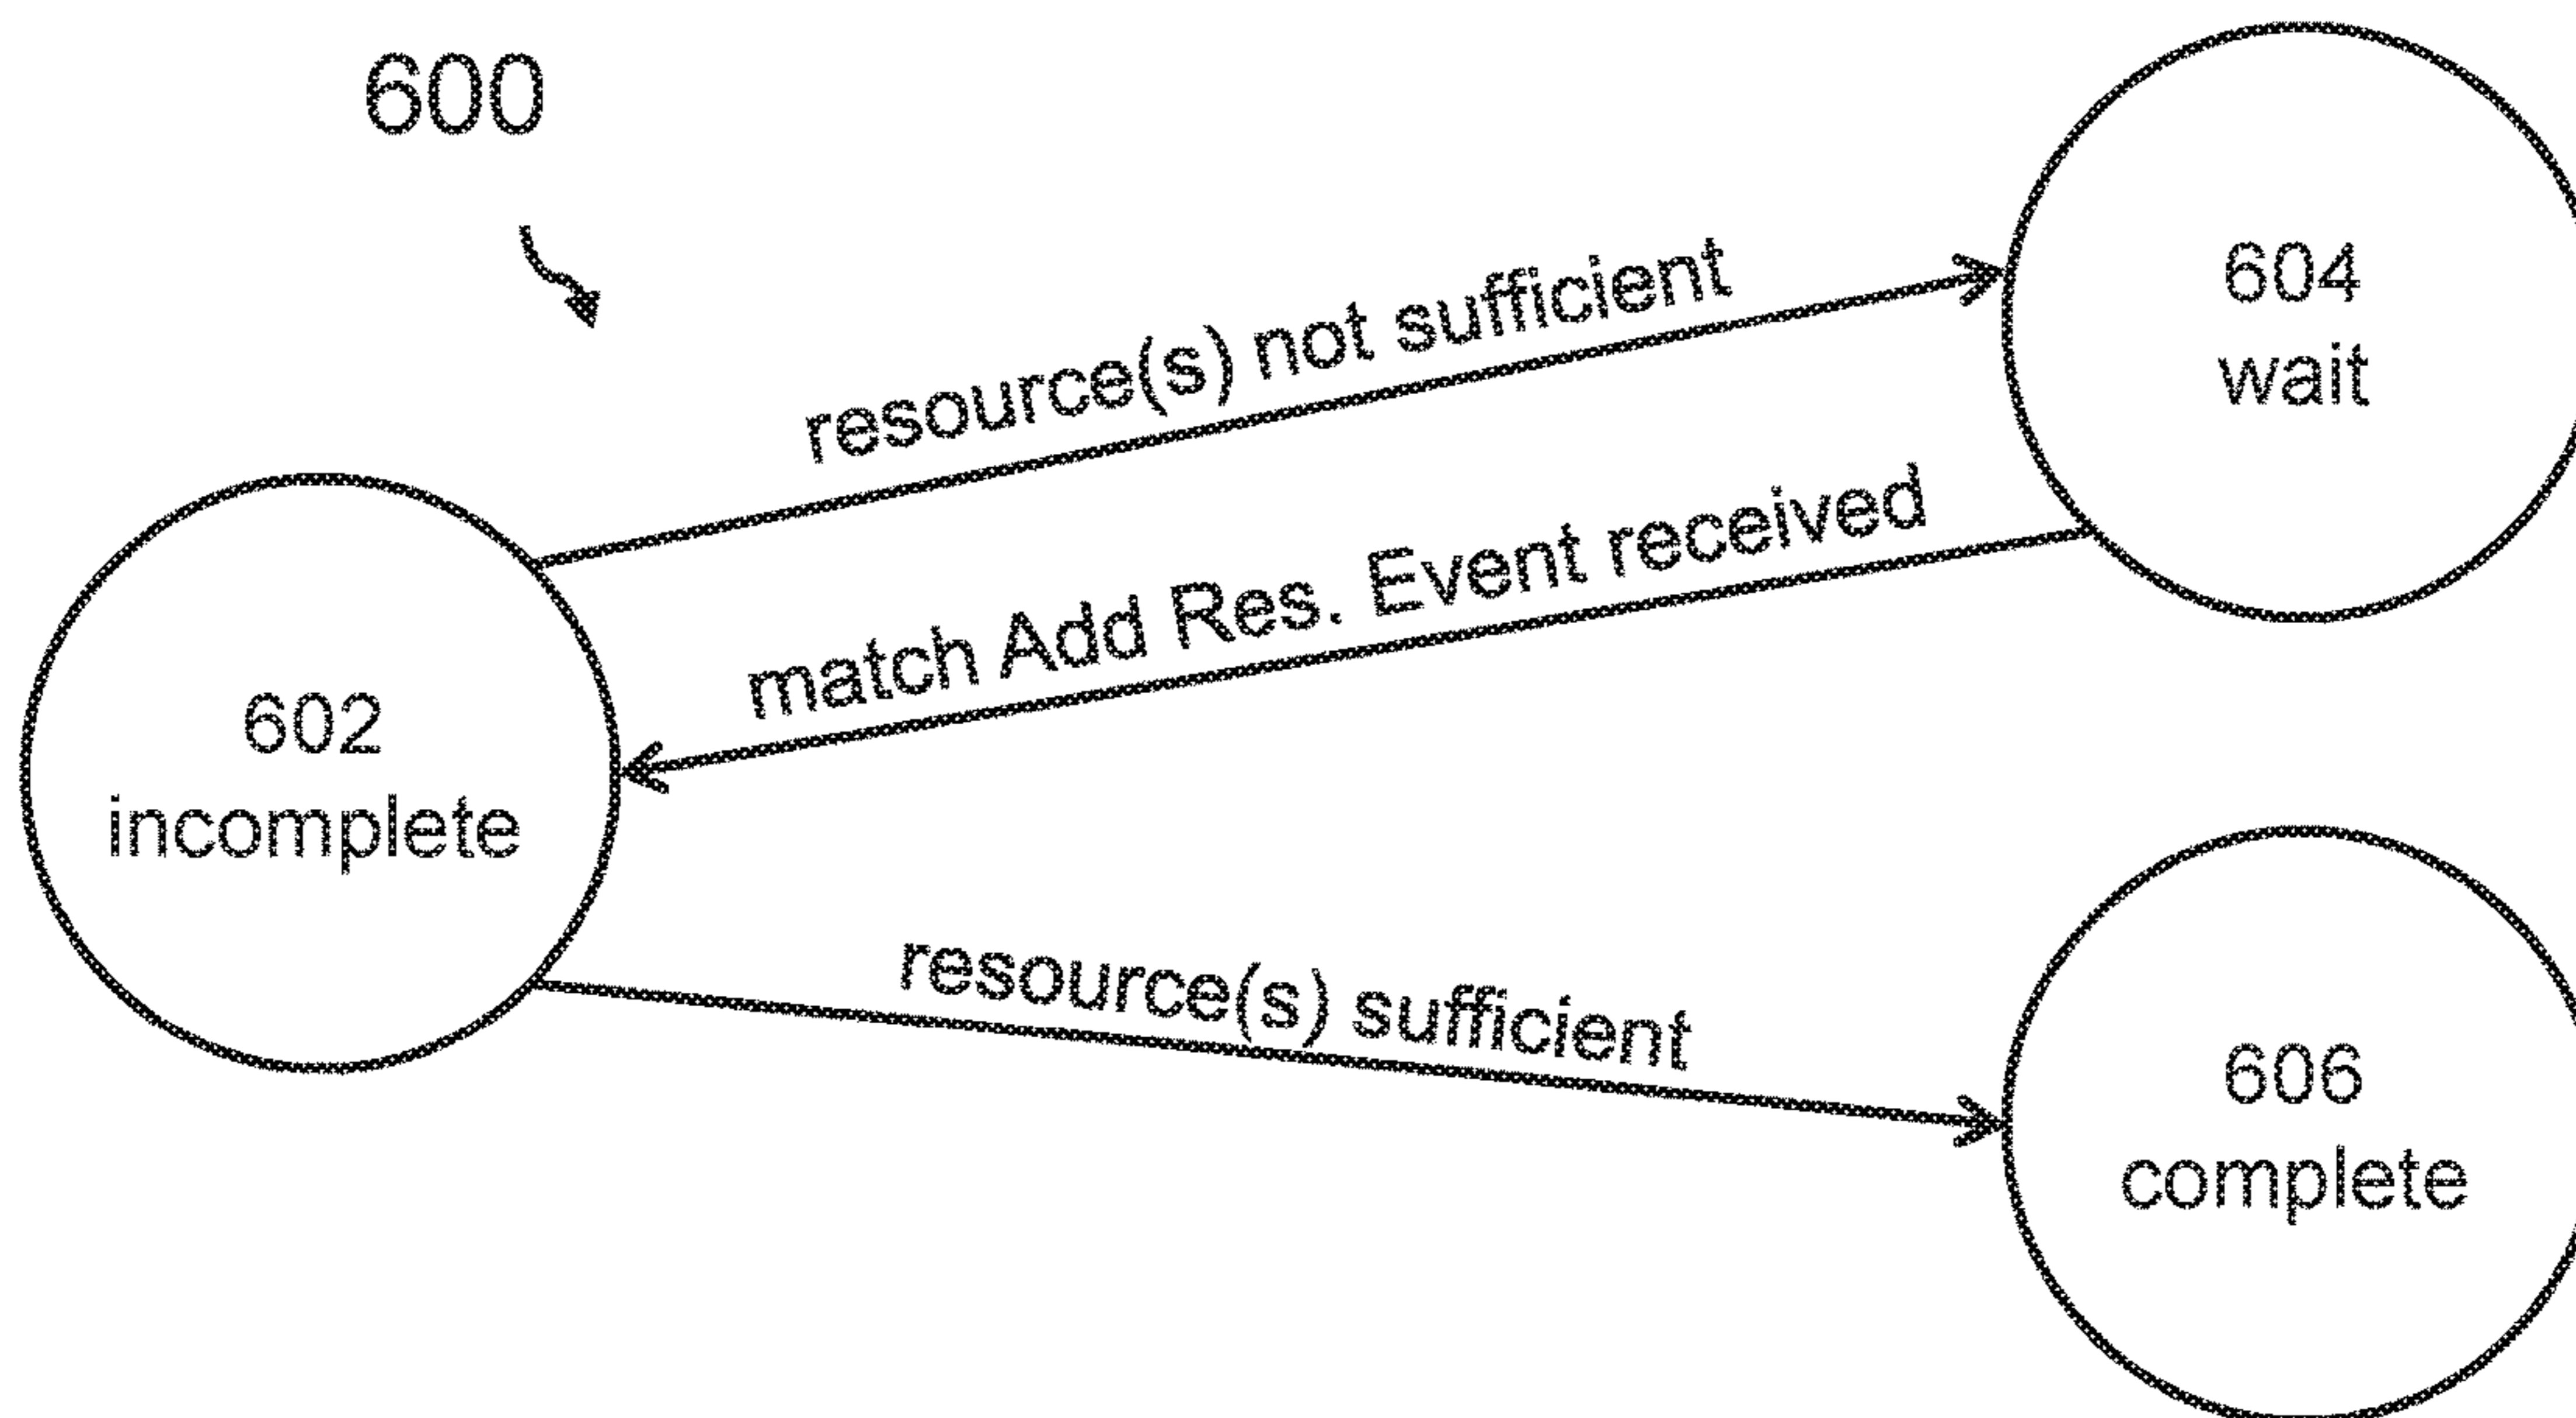 600
resource(s) not sufficient
604
wait
match Add Res. Event received
602
incomplete
resource(s) sufficient
606
complete